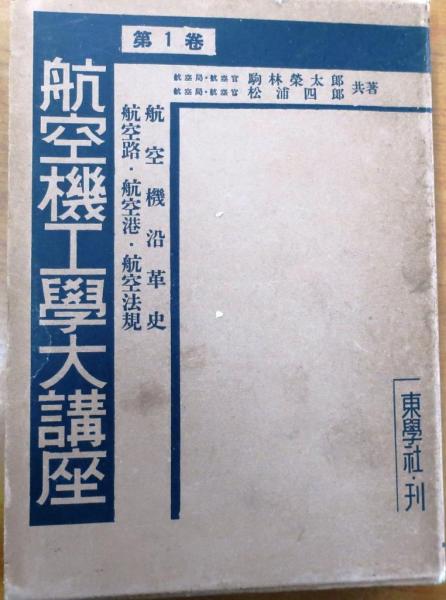 第1巻
航空局・航空官 駒林榮太郎
航空局・航空官 松浦四郎 共著
航空機沿革史
航空路・航空港・航空法規
航空機工學大講座
東學社・刊